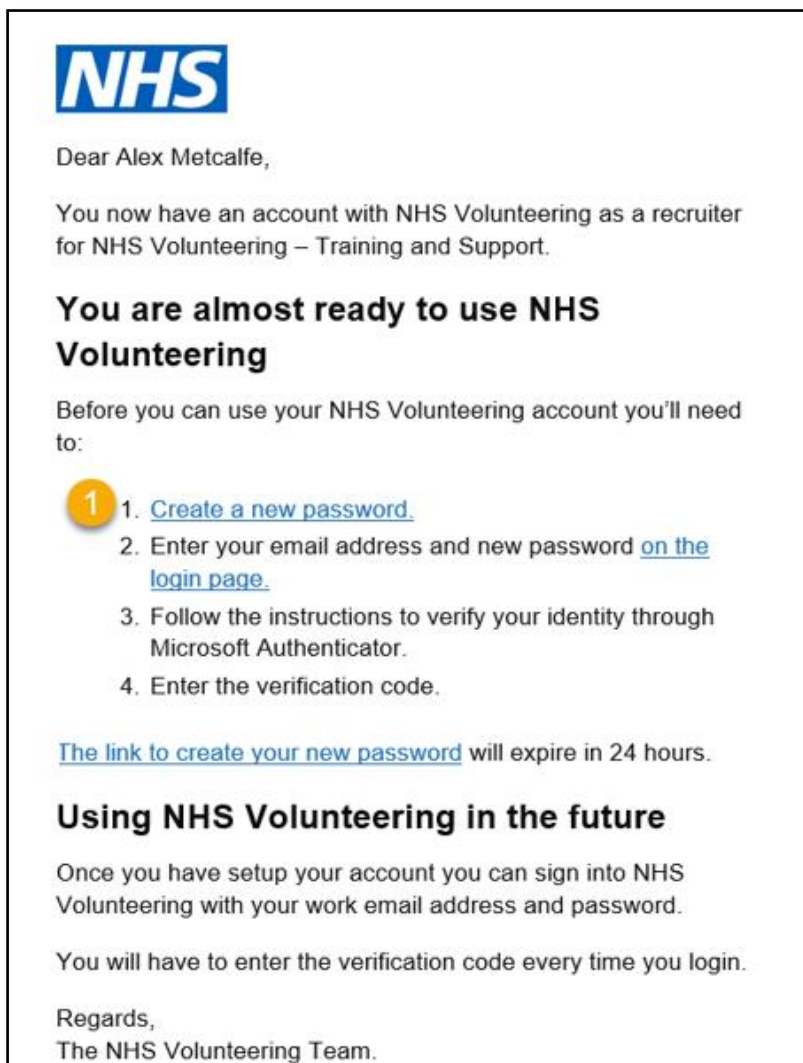 NHS
Dear Alex Metcalfe,
You now have an account with NHS Volunteering as a recruiter
for NHS Volunteering – Training and Support.
You are almost ready to use NHS
Volunteering
Before you can use your NHS Volunteering account you'll need
to:
1 1. Create a new password.
2. Enter your email address and new password on the
login page.
3. Follow the instructions to verify your identity through
Microsoft Authenticator.
4. Enter the verification code.
The link to create your new password will expire in 24 hours.
Using NHS Volunteering in the future
Once you have setup your account you can sign into NHS
Volunteering with your work email address and password.
You will have to enter the verification code every time you login.
Regards,
The NHS Volunteering Team.